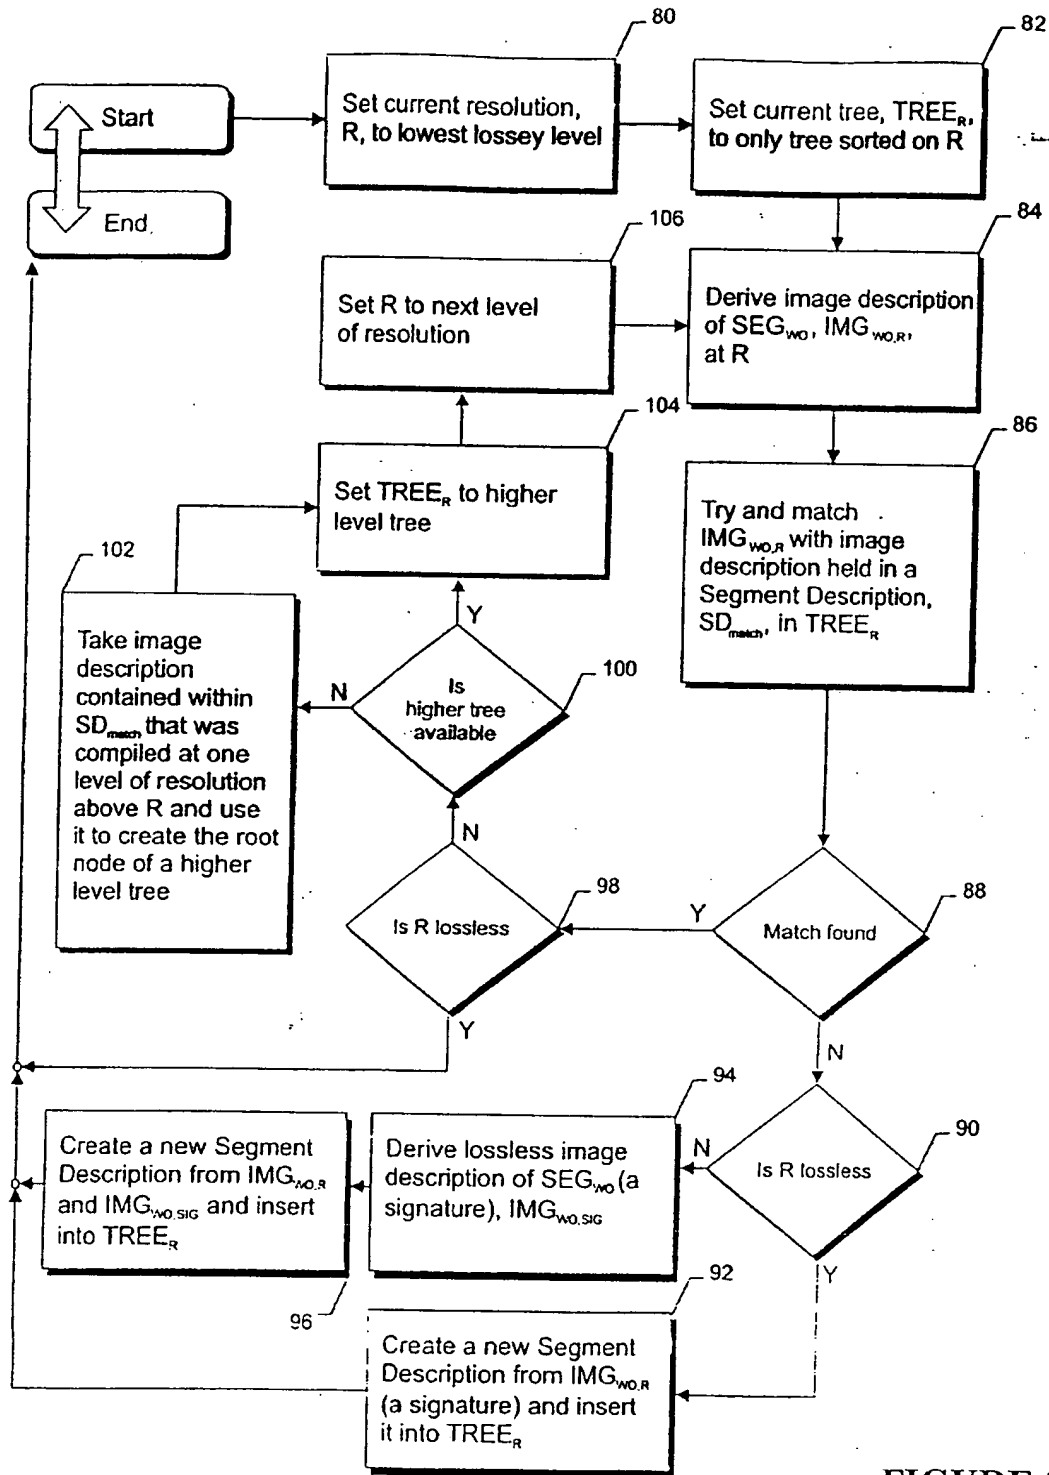 80
82
Start
Set current resolution,
R, to lowest lossey level
Set current tree, TREE_R,
to only tree sorted on R
End
106
84
Set R to next level
of resolution
Derive image description
of SEG_WO, IMG_WO,R,
at R
104
86
Set TREE_R to higher
level tree
Try and match
IMG_WO,R with image
description held in a
Segment Description,
SD_match, in TREE_R
102
Take image
description
contained within
SD_match that was
compiled at one
level of resolution
above R and use
it to create the root
node of a higher
level tree
Y
N
Is
higher tree
available
100
N
98
Is R lossless
Y
Y
88
Match found
N
94
90
Create a new Segment
Description from IMG_WO,R
and IMG_WO,SIG and insert
into TREE_R
Derive lossless image
description of SEG_WO (a
signature), IMG_WO,SIG
N
Is R lossless
Y
96
92
Create a new Segment
Description from IMG_WO,R
(a signature) and insert
it into TREE_R
FIGURE